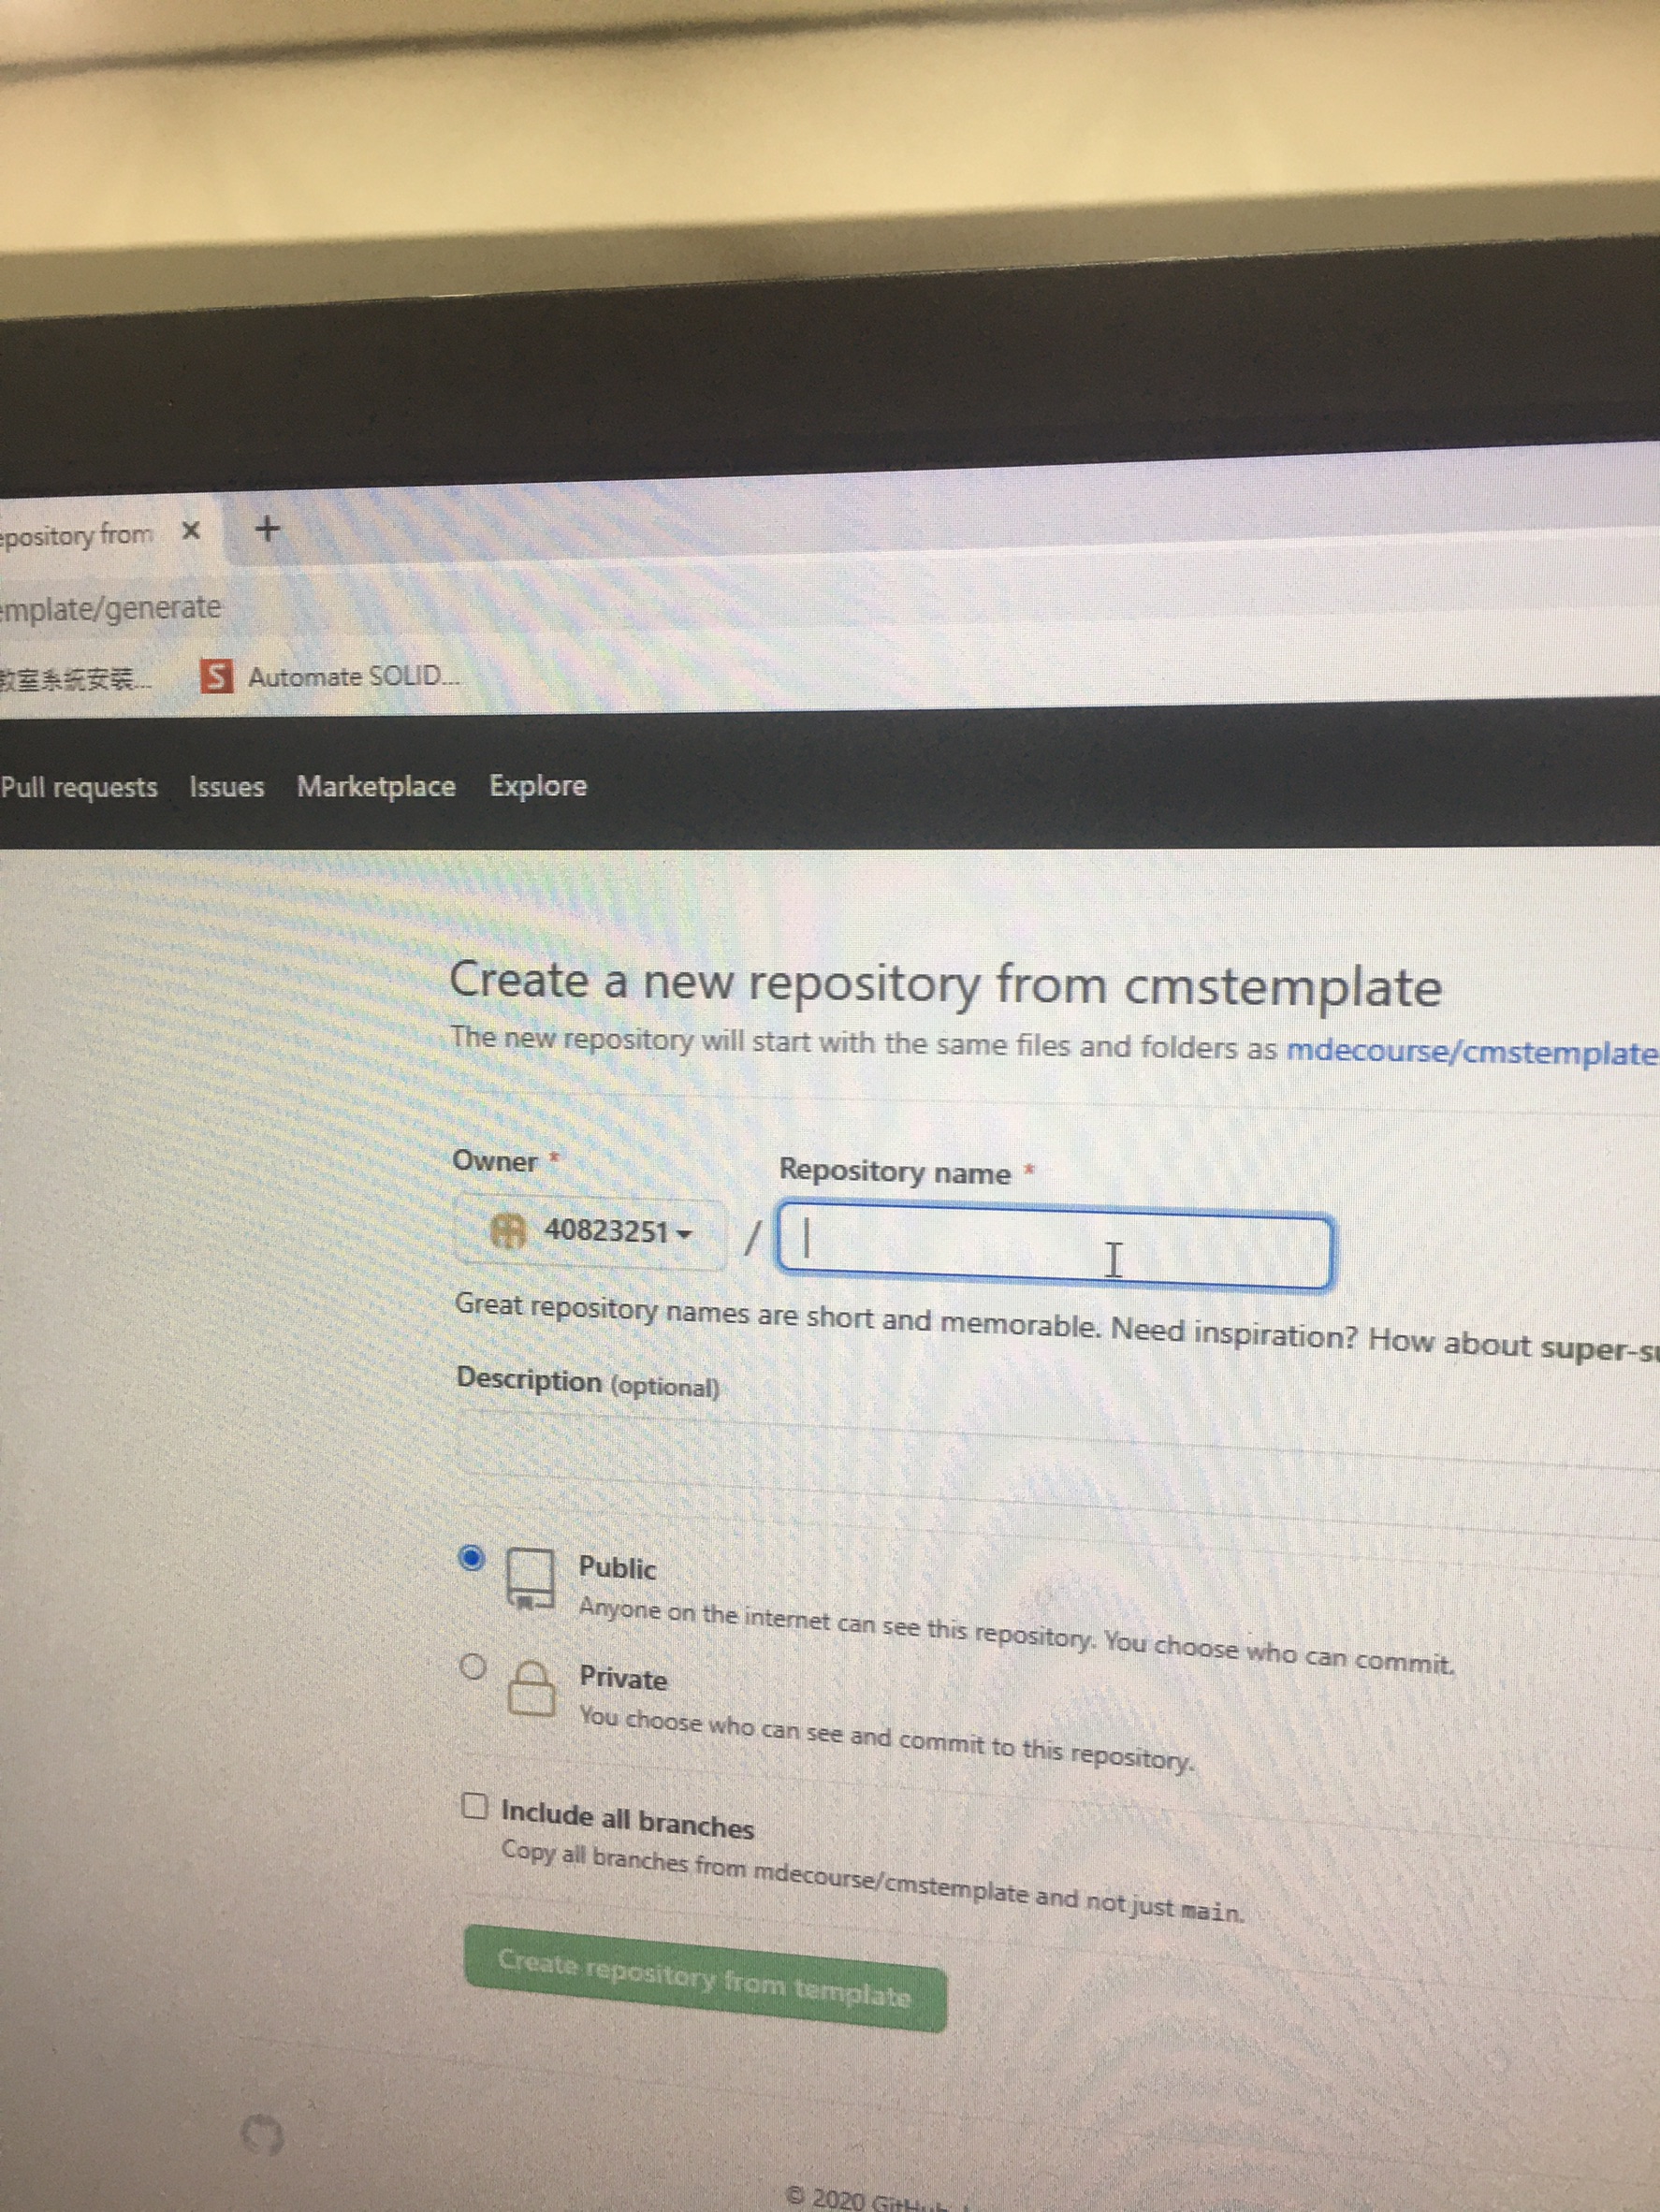 epository from × +
emplate/generate
教室系統安裝... S Automate SOLID...
Pull requests Issues Marketplace Explore
Create a new repository from cmstemplate
The new repository will start with the same files and folders as mdecourse/cmstemplate
Owner * Repository name *
40823251 /
Great repository names are short and memorable. Need inspiration? How about super-s
Description (optional)
Public
Anyone on the internet can see this repository. You choose who can commit.
Private
You choose who can see and commit to this repository.
Include all branches
Copy all branches from mdecourse/cmstemplate and not just main.
Create repository from template
© 2020 GitHub